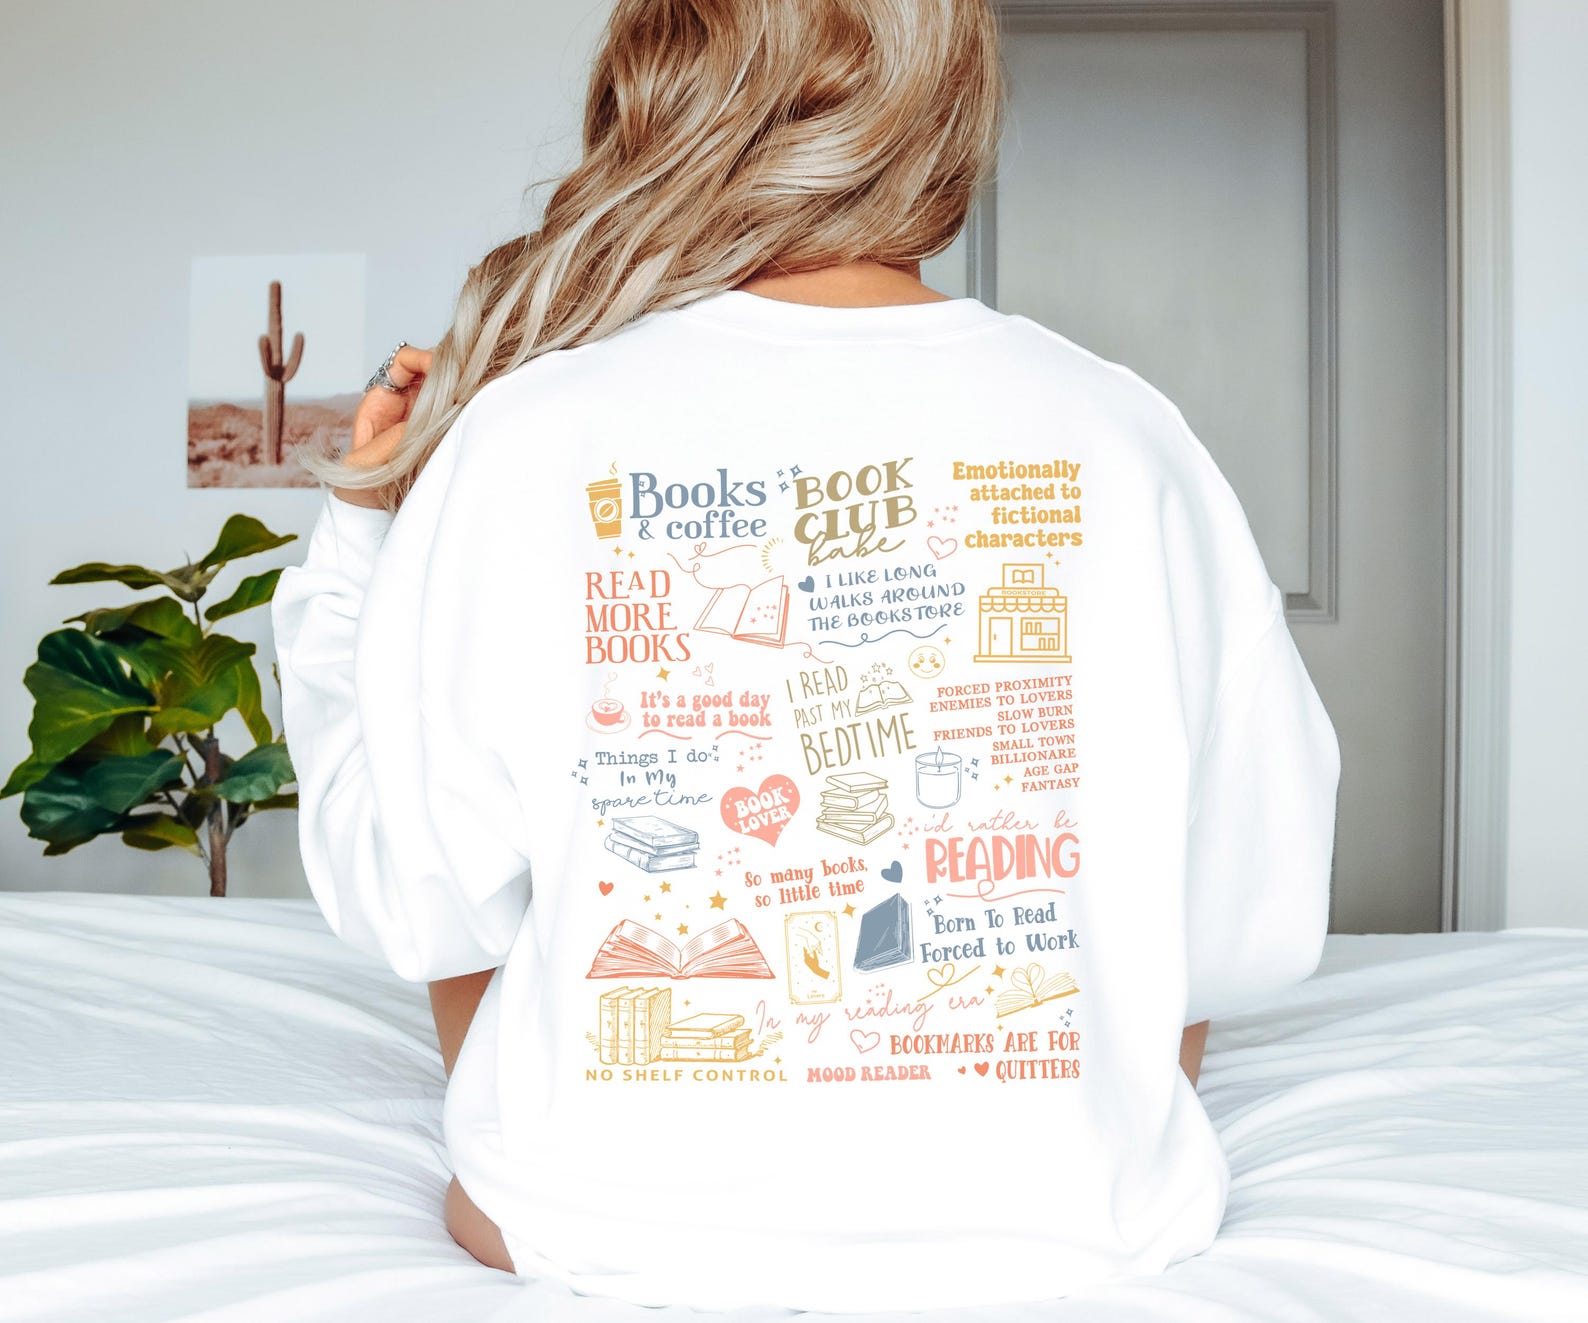 Books
& coffee
BOOK
CLUB
babe
Emotionally
attached to
fictional
characters
READ
MORE
BOOKS
I LIKE LONG
WALKS AROUND
THE BOOKSTORE
BOOKSTORE
It's a good day
to read a book
I READ
PAST MY
BEDTIME
FORCED PROXIMITY
ENEMIES TO LOVERS
SLOW BURN
FRIENDS TO LOVERS
SMALL TOWN
BILLIONARE
AGE GAP
FANTASY
Things I do
In My
spare time
BOOK
LOVER
i'd rather be
READING
So many books,
so little time
The
Lovers
Born To Read
Forced to Work
In my reading era
NO SHELF CONTROL
MOOD READER
BOOKMARKS ARE FOR
QUITTERS